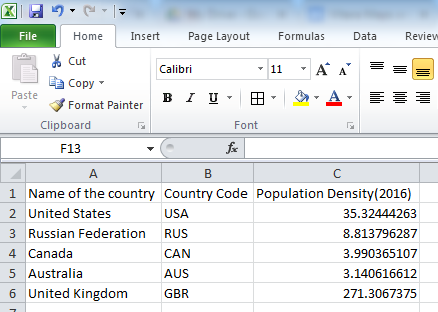 File Home Insert Page Layout Formulas Data Review
Cut
Copy
Format Painter
Paste
Calibri 11 A A
B I U A
Clipboard Font
F13 fx
A B C
1 Name of the country Country Code Population Density(2016)
2 United States USA 35.32444263
3 Russian Federation RUS 8.813796287
4 Canada CAN 3.990365107
5 Australia AUS 3.140616612
6 United Kingdom GBR 271.3067375